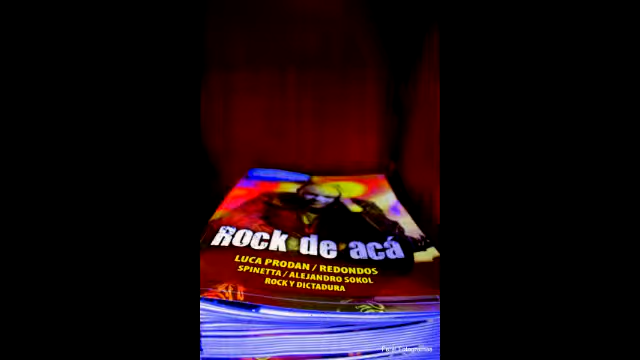 Rock de acá
LUCA PRODAN / REDONDOS
SPINETTA / ALEJANDRO SOKOL
ROCK Y DICTADURA